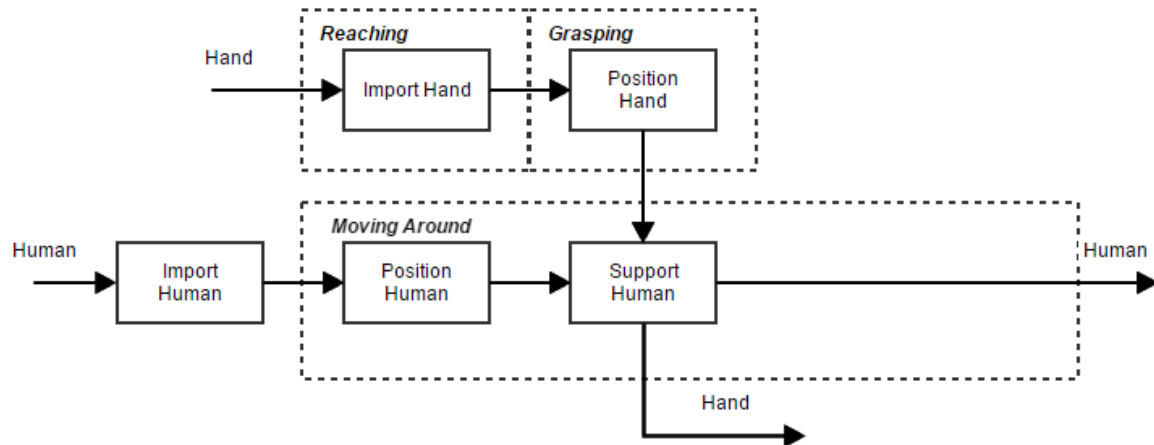 Reaching
Grasping
Hand
Import Hand
Position
Hand
Moving Around
Human
Import
Human
Position
Human
Support
Human
Human
Hand